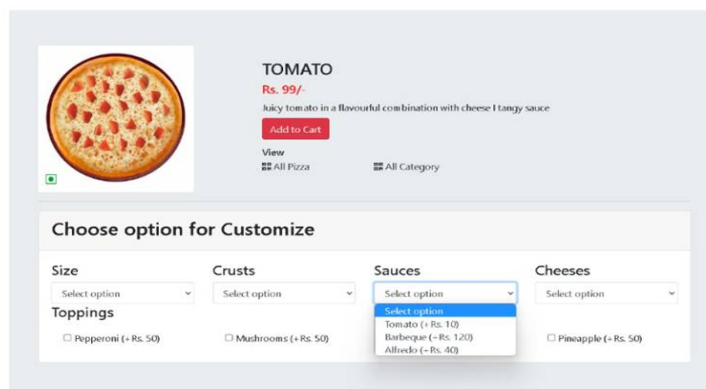 TOMATO
Rs. 99/-
Juicy tomato in a flavourful combination with cheese I tangy sauce
Add to Cart
View
All Pizza All Category
Choose option for Customize
Size Crusts Sauces Cheeses
Select option Select option Select option Select option
Select option
Toppings
Tomato (+Rs. 10)
Pepperoni (+Rs. 50) Mushrooms (+Rs. 50) Barbeque (+Rs. 120) Pineapple (+Rs. 50)
Alfredo (+Rs. 40)